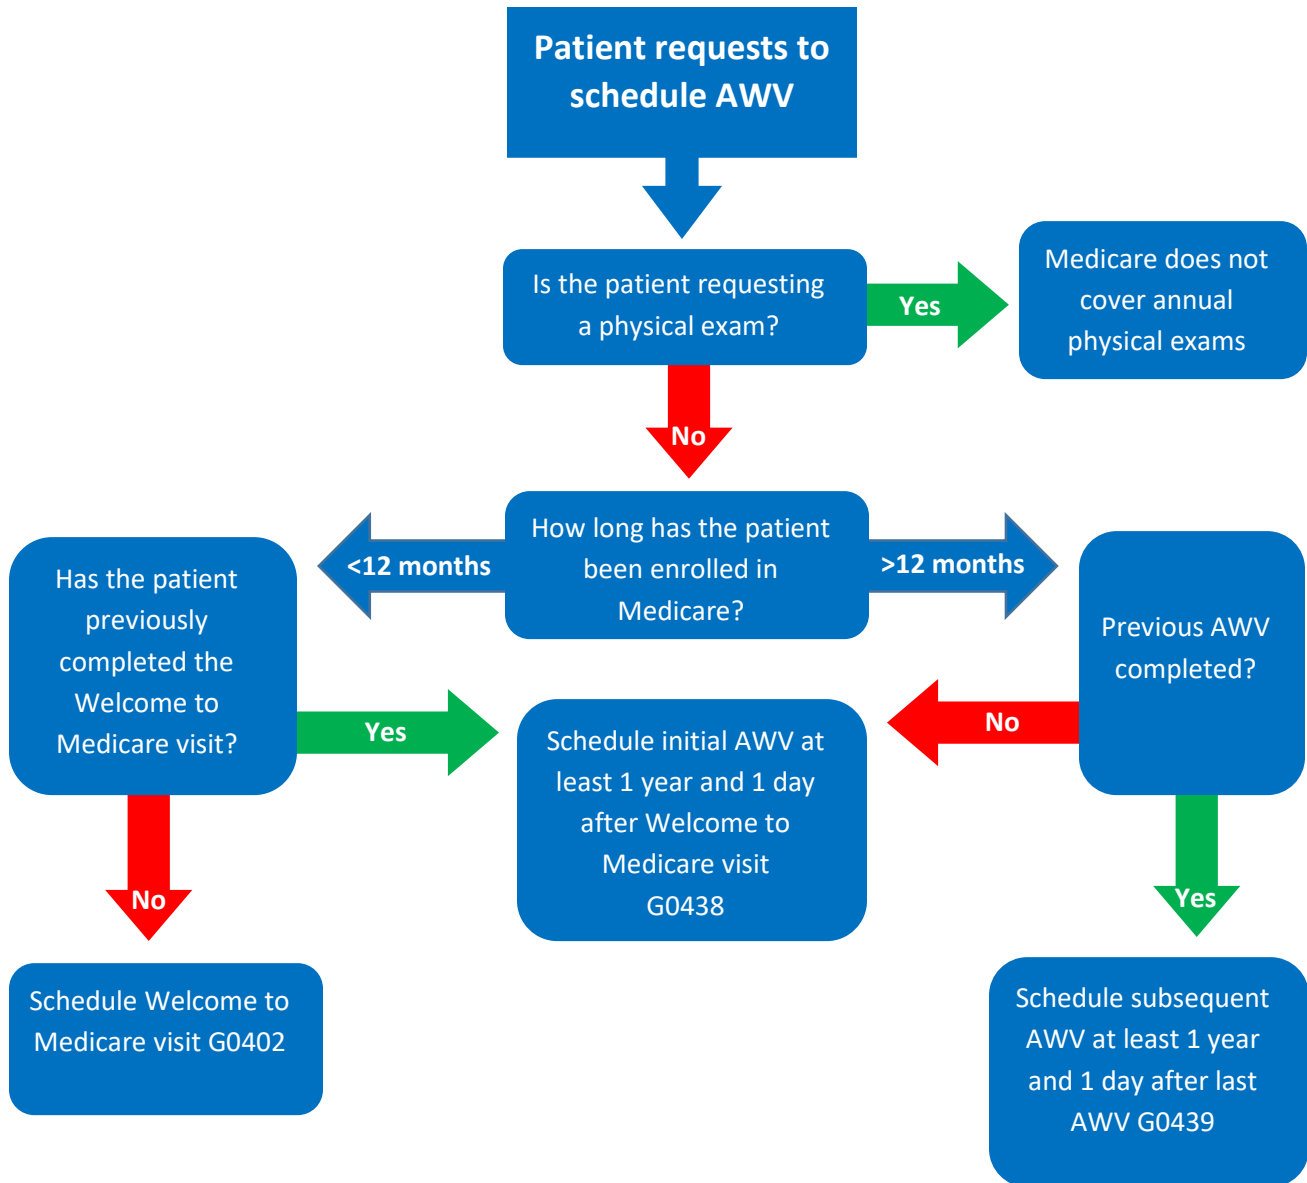 Patient requests to
schedule AWV
Is the patient requesting
a physical exam?
Yes
Medicare does not
cover annual
physical exams
No
How long has the patient
been enrolled in
Medicare?
<12 months
>12 months
Has the patient
previously
completed the
Welcome to
Medicare visit?
Previous AWV
completed?
Yes
No
Schedule initial AWV at
least 1 year and 1 day
after Welcome to
Medicare visit
G0438
No
Yes
Schedule Welcome to
Medicare visit G0402
Schedule subsequent
AWV at least 1 year
and 1 day after last
AWV G0439